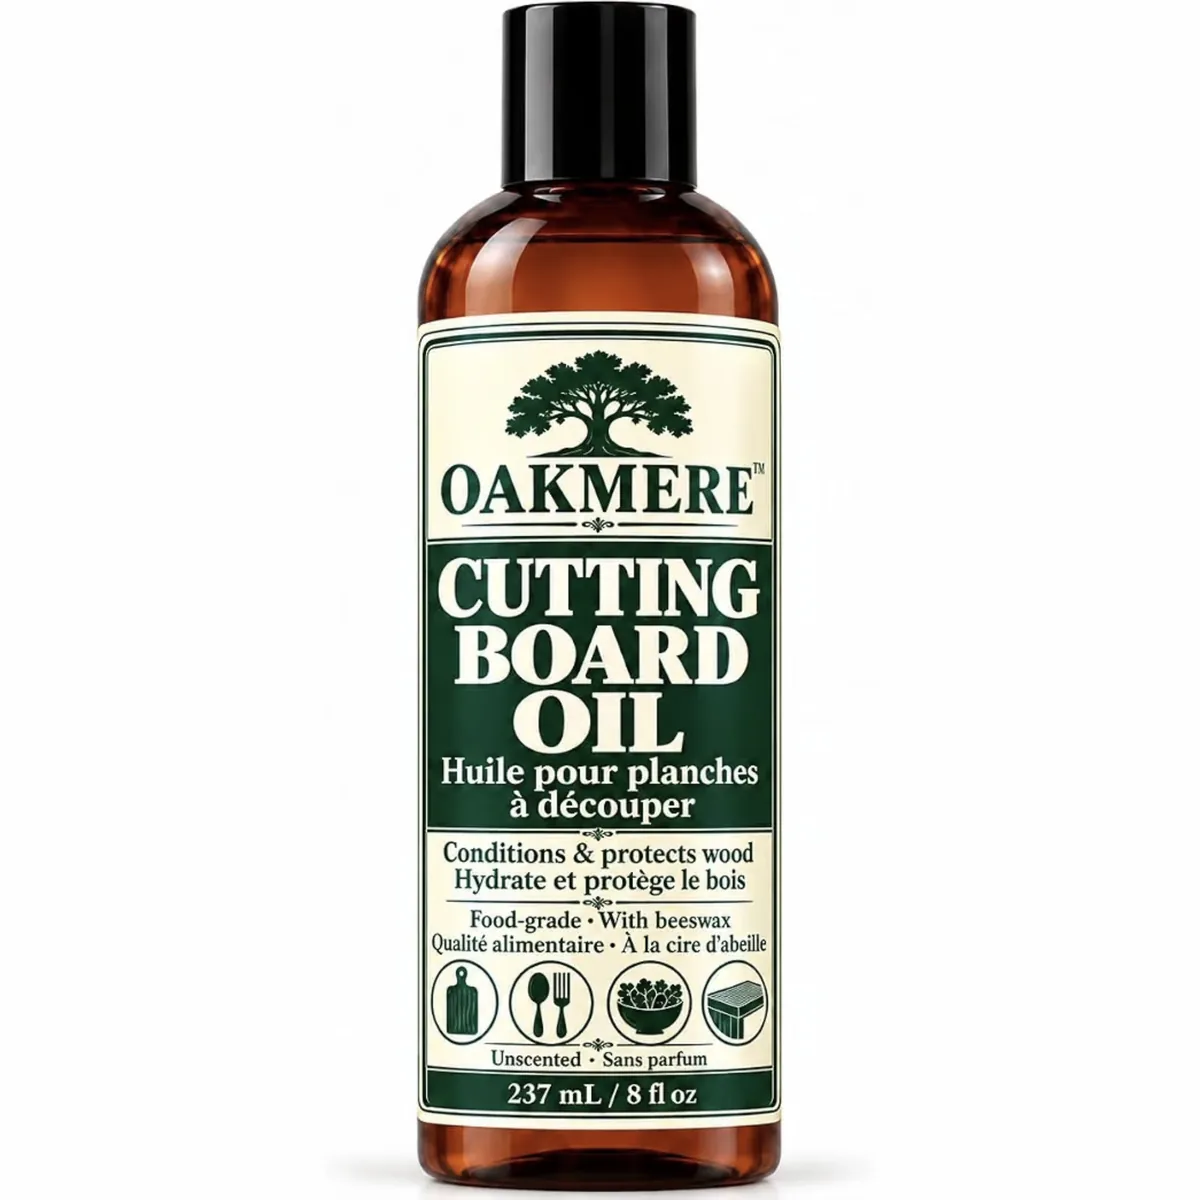 OAKMERE™
CUTTING
BOARD
OIL
Huile pour planches
à découper
Conditions & protects wood
Hydrate et protège le bois
Food-grade · With beeswax
Qualité alimentaire · À la cire d'abeille
Unscented · Sans parfum
237 mL / 8 fl oz